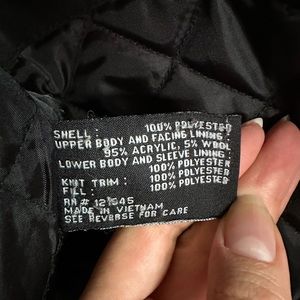 SHELL: 100% POLYESTER
UPPER BODY AND FACING LINING:
95% ACRYLIC, 5% WOOL
LOWER BODY AND SLEEVE LINING:
100% POLYESTER
KNIT TRIM: 100% POLYESTER
FILL: 100% POLYESTER
RN # 121645
MADE IN VIETNAM
SEE REVERSE FOR CARE